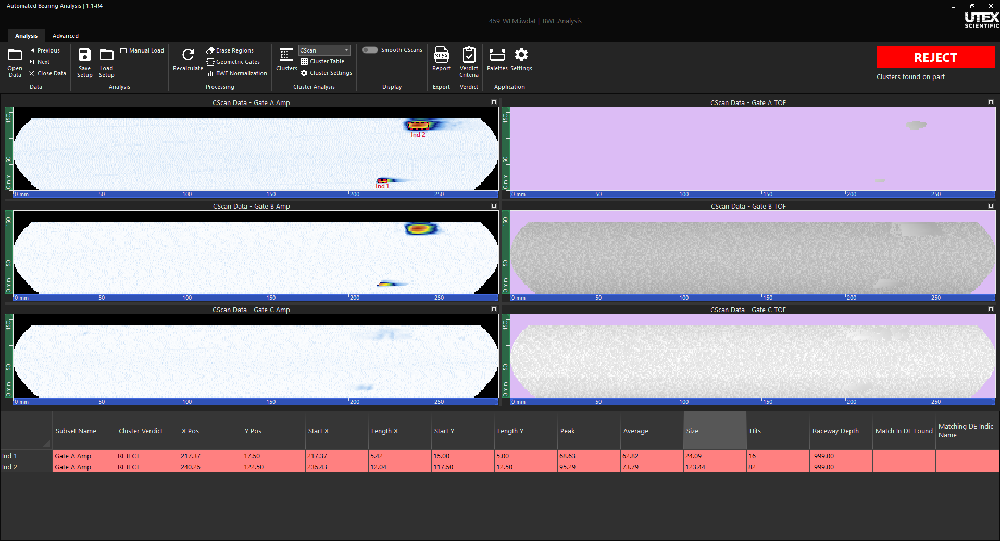 Automated Bearing Analysis | 1.1-R4
459_WFM.iwdat | BWE.Analysis
UTEX
SCIENTIFIC
Analysis
Advanced
Open Data
Previous
Next
Close Data
Data
Save Setup
Load Setup
Manual Load
Analysis
Recalculate
Erase Regions
Geometric Gates
BWE Normalization
Processing
Clusters
CScan
Cluster Table
Cluster Settings
Cluster Analysis
Smooth CScans
Display
XLSX
Report
Export
Verdict Criteria
Verdict
Palettes
Settings
Application
REJECT
Clusters found on part
CScan Data - Gate A Amp
150
50
0 mm
Ind 2
Ind 1
0 mm 50 100 150 200 250
CScan Data - Gate A TOF
150
50
0 mm
0 mm 50 100 150 200 250
CScan Data - Gate B Amp
150
50
0 mm
0 mm 50 100 150 200 250
CScan Data - Gate B TOF
150
50
0 mm
0 mm 50 100 150 200 250
CScan Data - Gate C Amp
150
50
0 mm
0 mm 50 100 150 200 250
CScan Data - Gate C TOF
150
50
0 mm
0 mm 50 100 150 200 250
Subset Name Cluster Verdict X Pos Y Pos Start X Length X Start Y Length Y Peak Average Size Hits Raceway Depth Match In DE Found Matching DE Indic Name
Ind 1 Gate A Amp REJECT 217.37 17.50 217.37 5.42 15.00 5.00 68.63 62.82 24.09 16 -999.00
Ind 2 Gate A Amp REJECT 240.25 122.50 235.43 12.04 117.50 12.50 95.29 73.79 123.44 82 -999.00